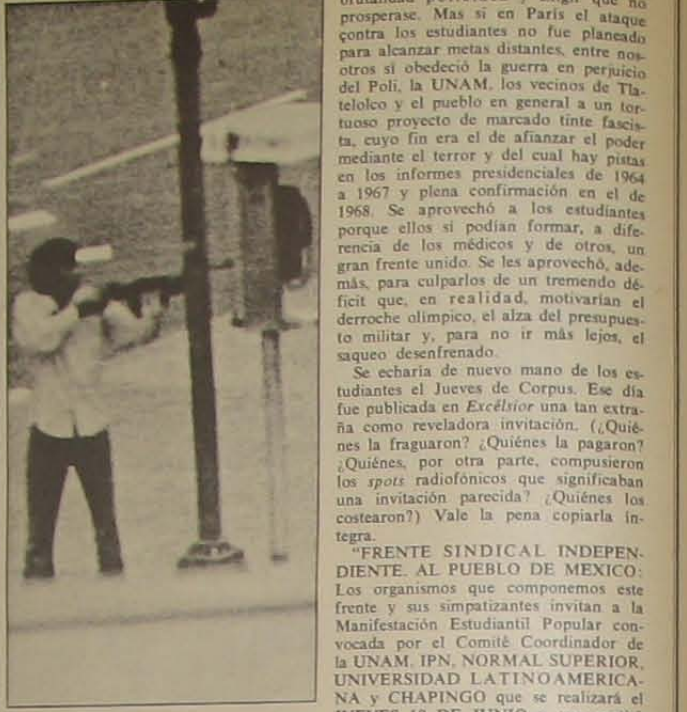 prosperase. Mas si en París el ataque
contra los estudiantes no fue planeado
para alcanzar metas distantes, entre nos-
otros sí obedeció la guerra en perjuicio
del Poli, la UNAM, los vecinos de Tla-
telolco y el pueblo en general a un tor-
tuoso proyecto de marcado tinte fascis-
ta, cuyo fin era el de afianzar el poder
mediante el terror y del cual hay pistas
en los informes presidenciales de 1964
a 1967 y plena confirmación en el de
1968. Se aprovechó a los estudiantes
porque ellos sí podían formar, a dife-
rencia de los médicos y de otros, un
gran frente unido. Se les aprovechó, ade-
más, para culparlos de un tremendo dé-
ficit que, en realidad, motivarían el
derroche olímpico, el alza del presupues-
to militar y, para no ir más lejos, el
saqueo desenfrenado.
Se echaría de nuevo mano de los es-
tudiantes el Jueves de Corpus. Ese día
fue publicada en Excélsior una tan extra-
ña como reveladora invitación. (¿Quié-
nes la fraguaron? ¿Quiénes la pagaron?
¿Quiénes, por otra parte, compusieron
los spots radiofónicos que significaban
una invitación parecida? ¿Quiénes los
costearon?) Vale la pena copiarla ín-
tegra.
"FRENTE SINDICAL INDEPEN-
DIENTE. AL PUEBLO DE MEXICO:
Los organismos que componemos este
frente y sus simpatizantes invitan a la
Manifestación Estudiantil Popular con-
vocada por el Comité Coordinador de
la UNAM, IPN, NORMAL SUPERIOR,
UNIVERSIDAD LATINOAMERICA-
NA y CHAPINGO que se realizará el